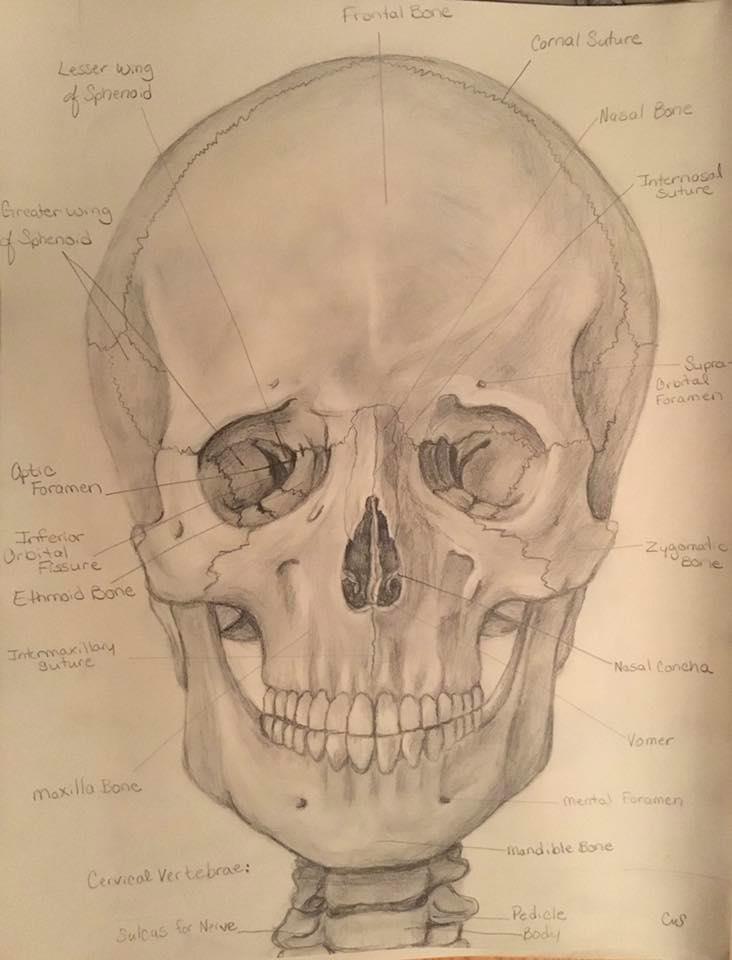 Frontal Bone
Cornal Suture
Lesser wing
of Sphenoid
Nasal Bone
Internasal
Suture
Greater wing
of Sphenoid
Supra-
Orbital
Foramen
Optic
Foramen
Inferior
Orbital
Fissure
Zygomatic
Bone
Ethmoid Bone
Intermaxillary
Suture
Nasal Concha
Vomer
Maxilla Bone
Mental Foramen
Mandible Bone
Cervical Vertebrae:
Sulcus for Nerve
Pedicle
Body
CMS